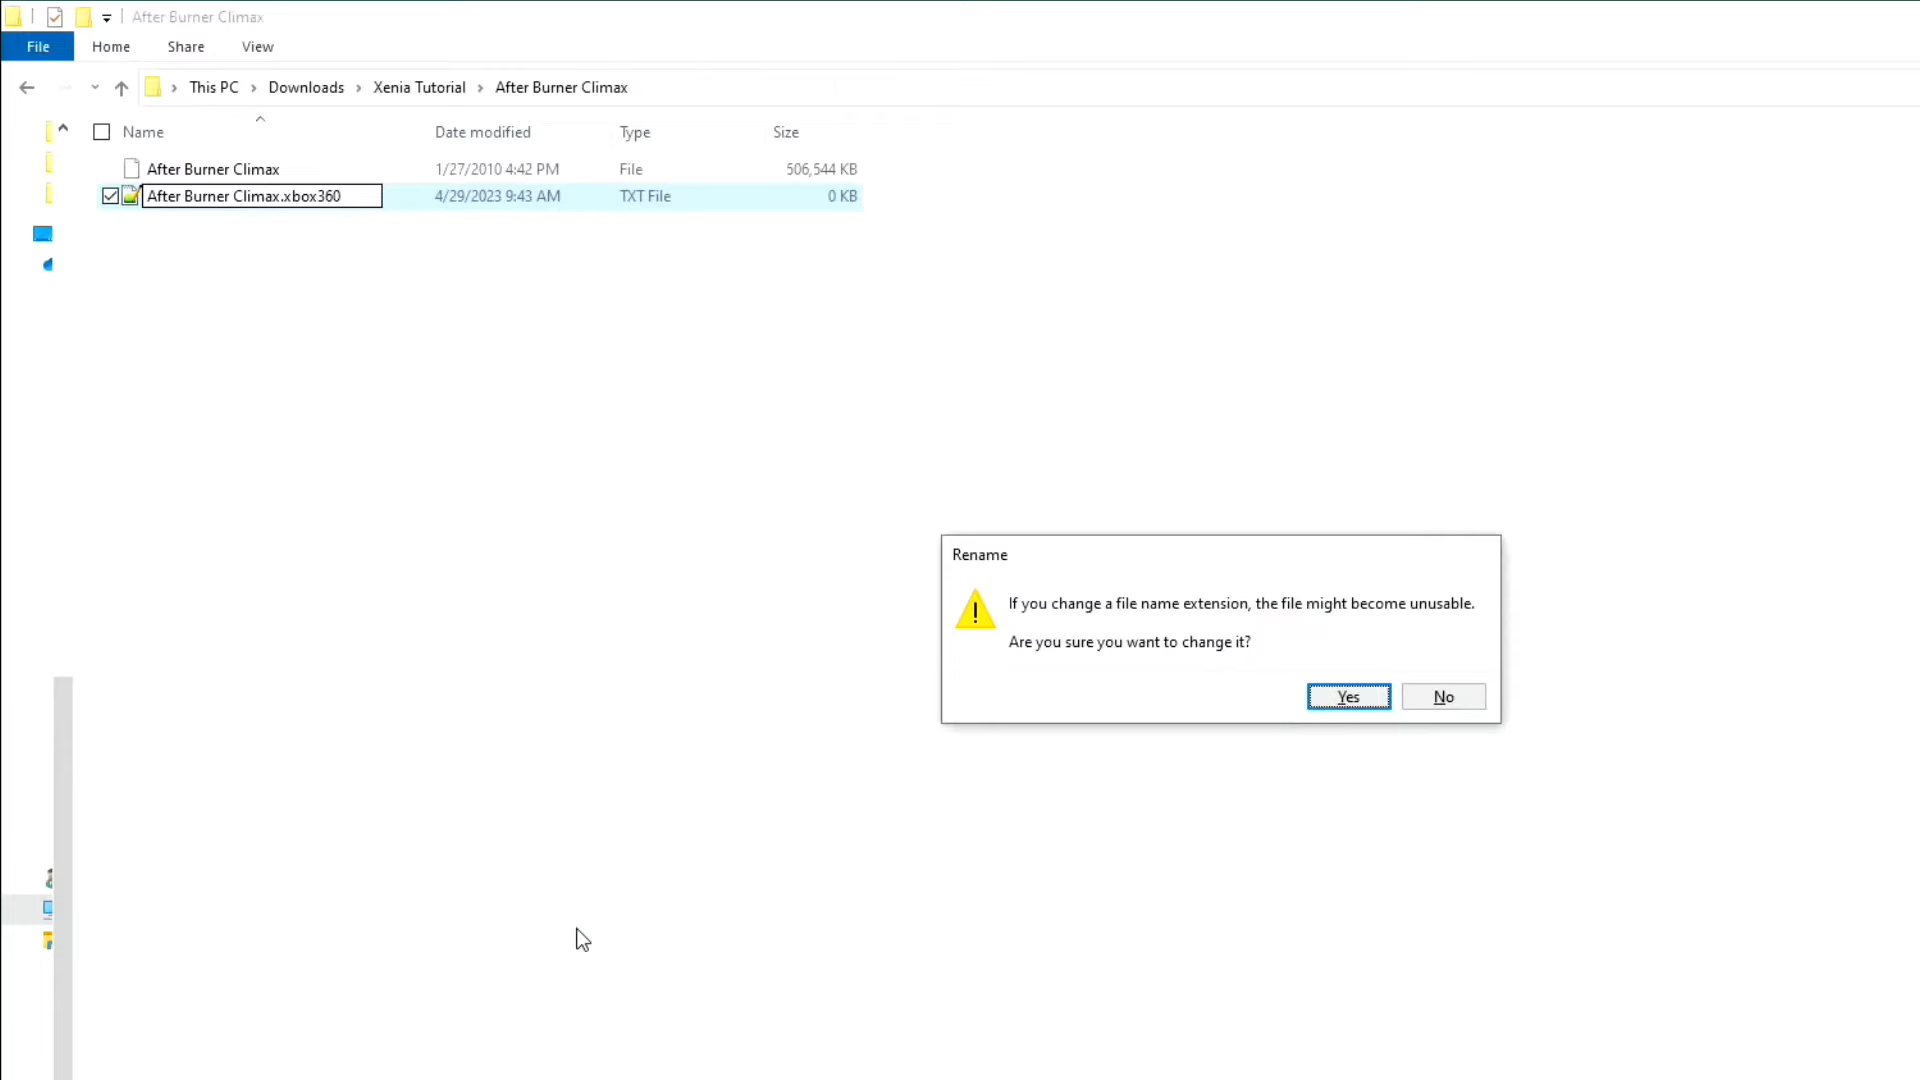 After Burner Climax
File Home Share View
This PC Downloads Xenia Tutorial After Burner Climax
Name Date modified Type Size
After Burner Climax 1/27/2010 4:42 PM File 506,544 KB
After Burner Climax.xbox360 4/29/2023 9:43 AM TXT File 0 KB
Rename
If you change a file name extension, the file might become unusable.
Are you sure you want to change it?
Yes No